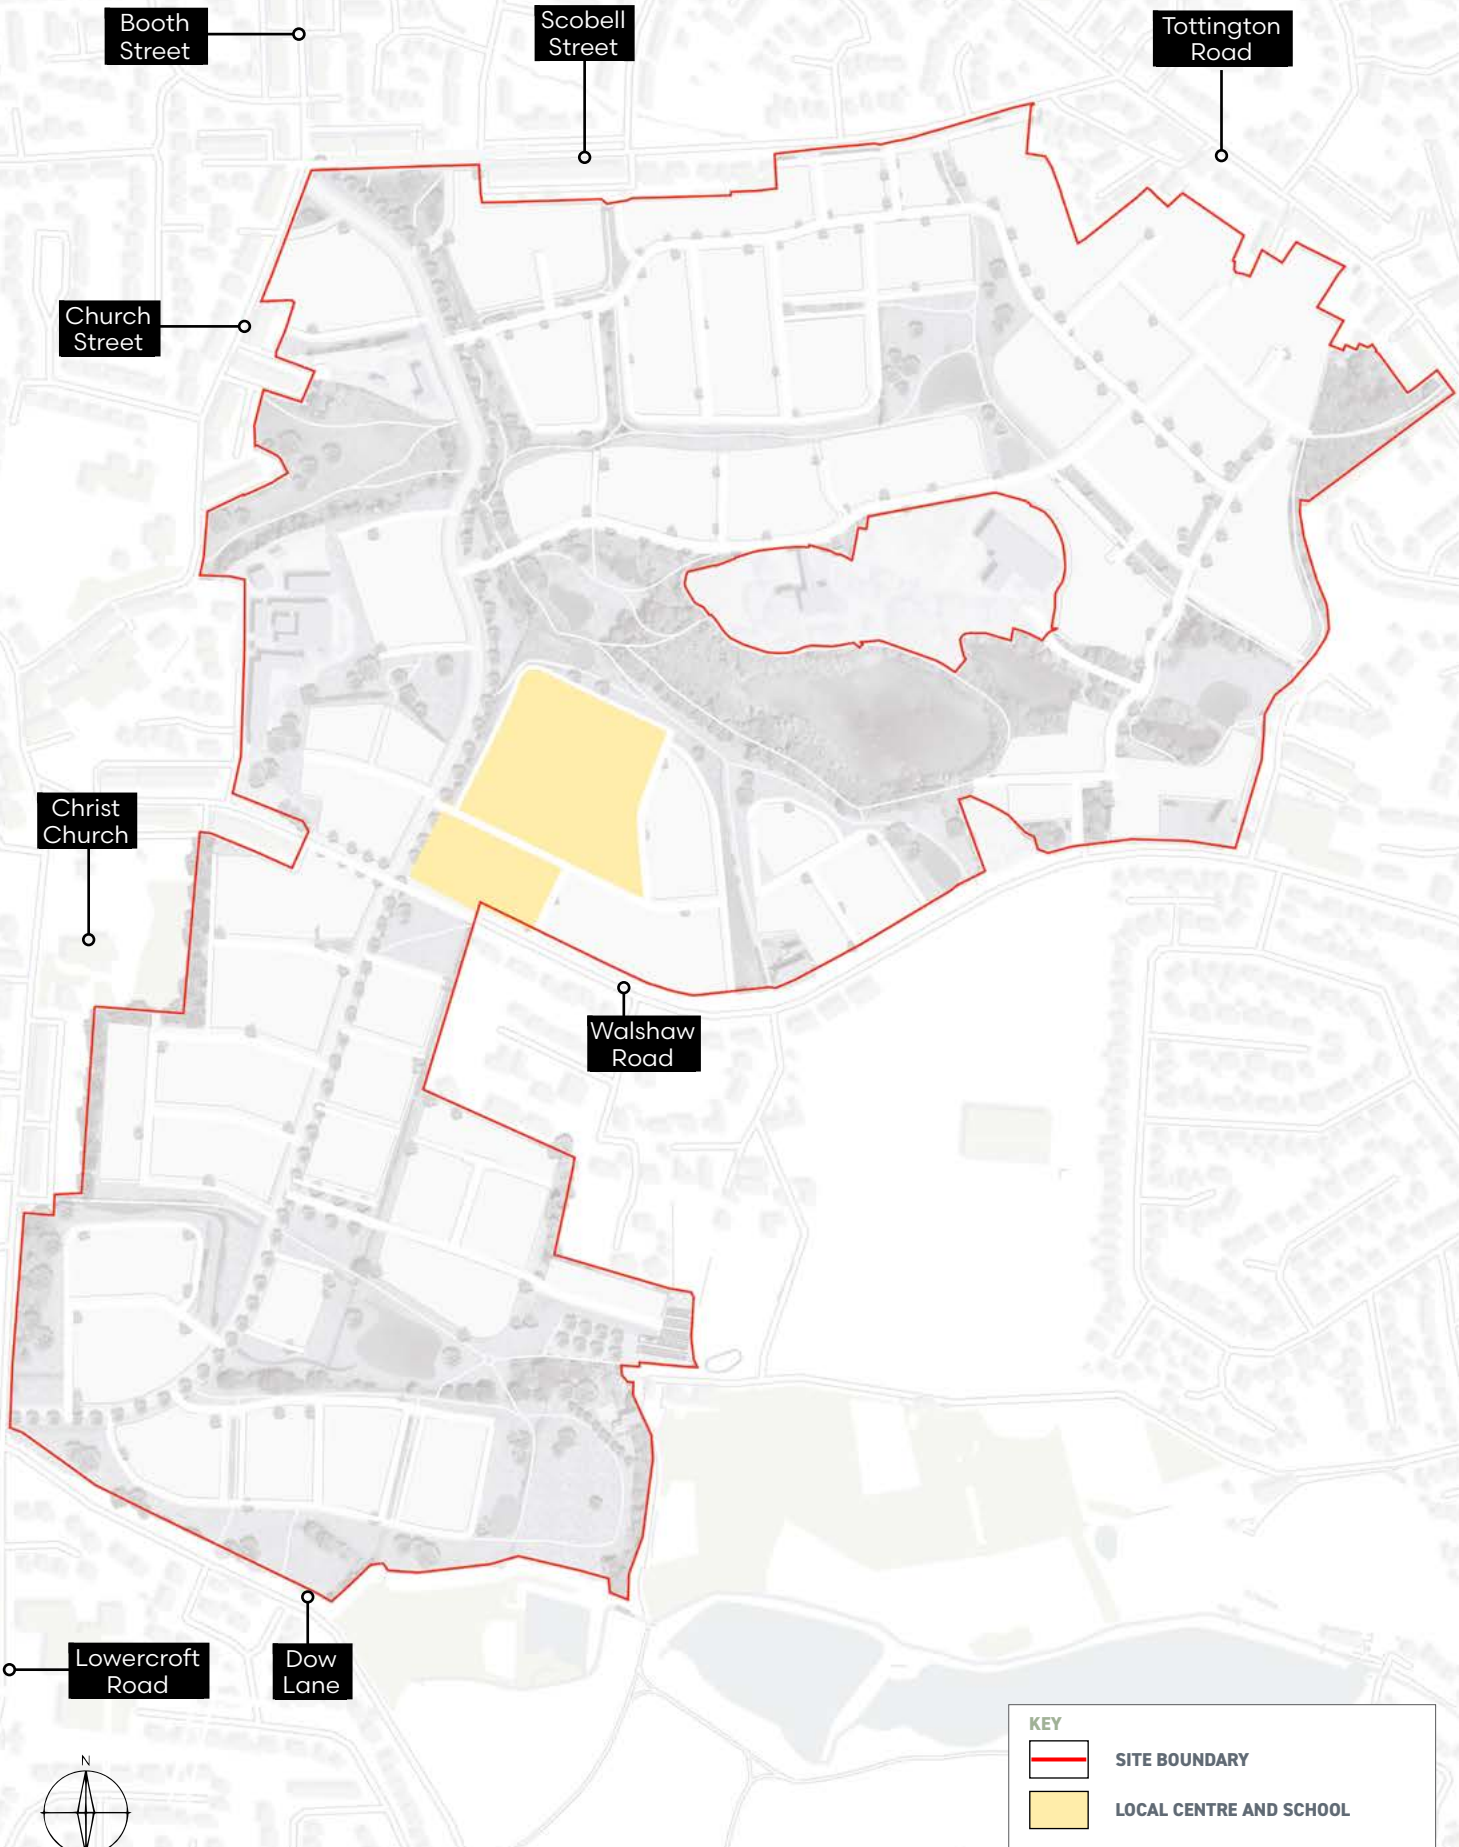 Booth
Street
Scobell
Street
Tottington
Road
Church
Street
Christ
Church
Walshaw
Road
Lowercroft
Road
Dow
Lane
N
KEY
SITE BOUNDARY
LOCAL CENTRE AND SCHOOL